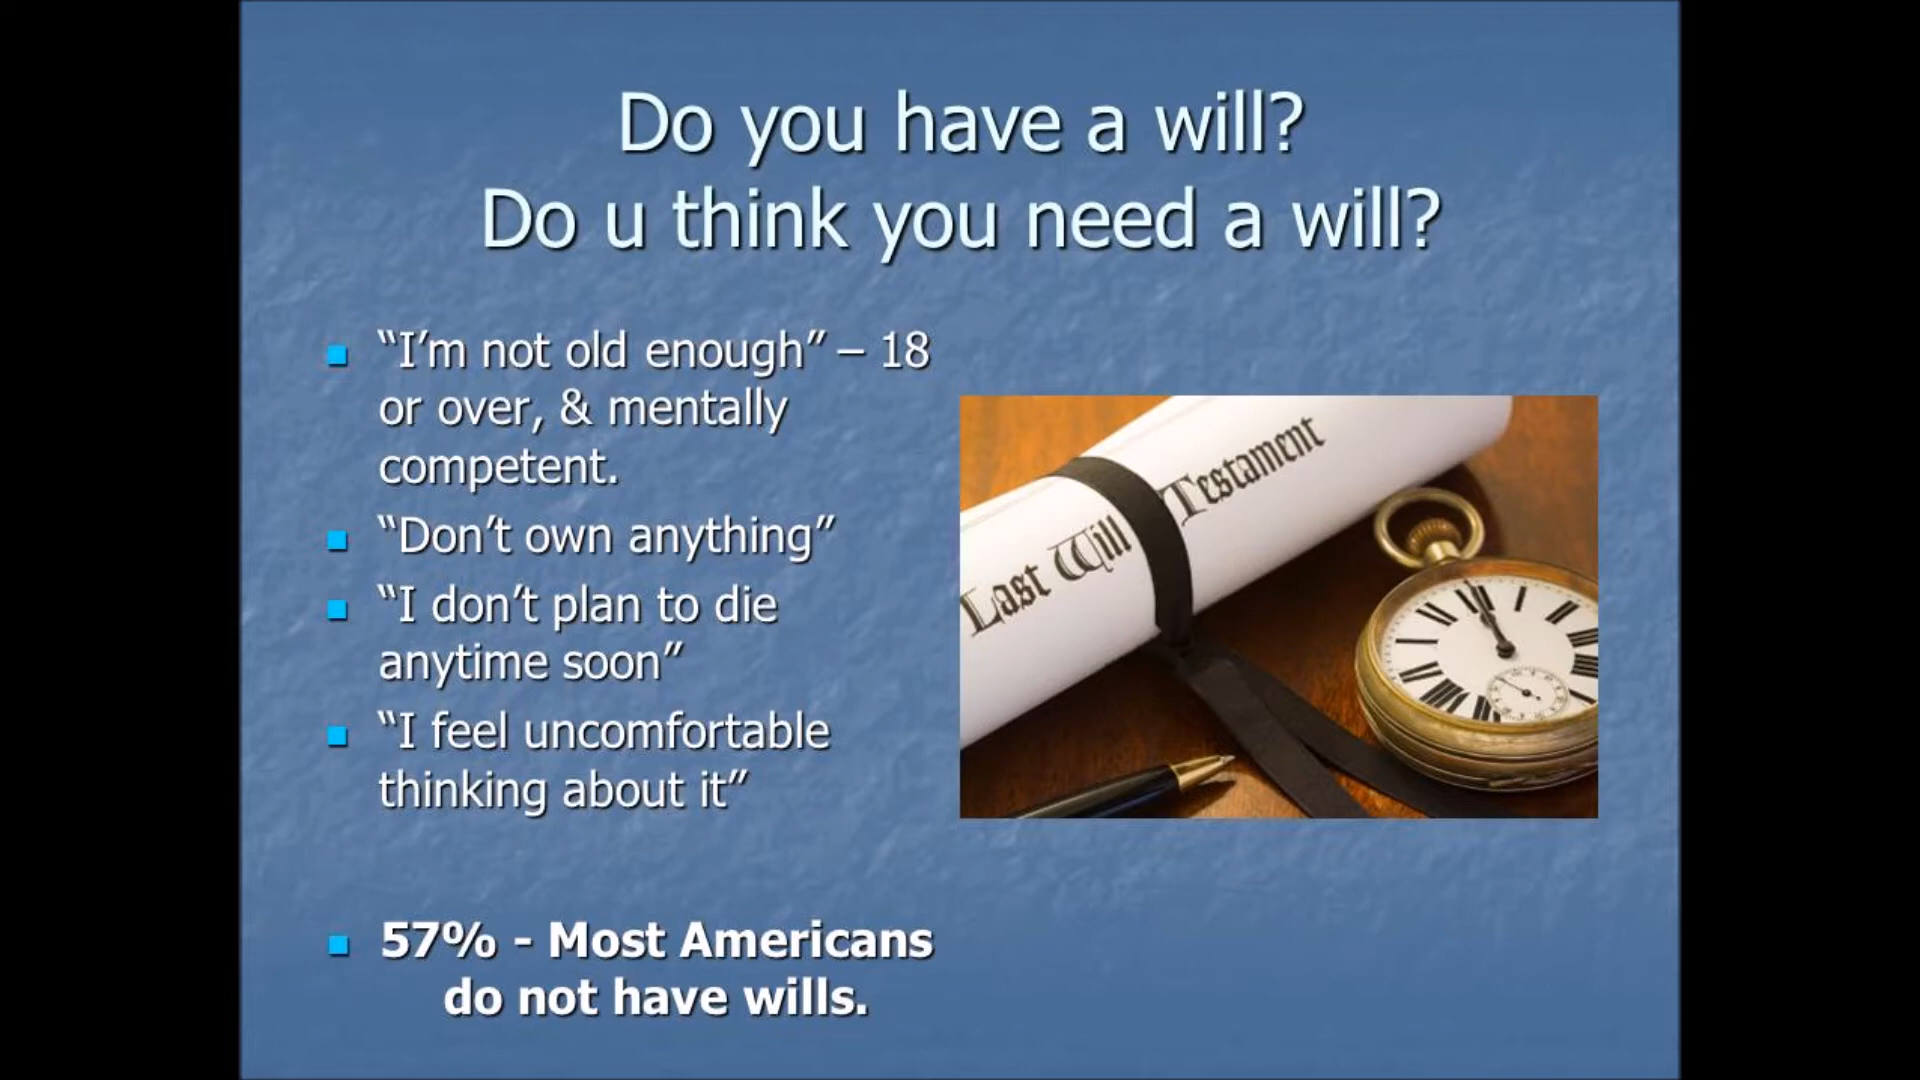 Do you have a will?
Do u think you need a will?
“I’m not old enough” – 18
or over, & mentally
competent.
“Don’t own anything”
“I don’t plan to die
anytime soon”
“I feel uncomfortable
thinking about it”
57% - Most Americans
do not have wills.
Last Will Testament